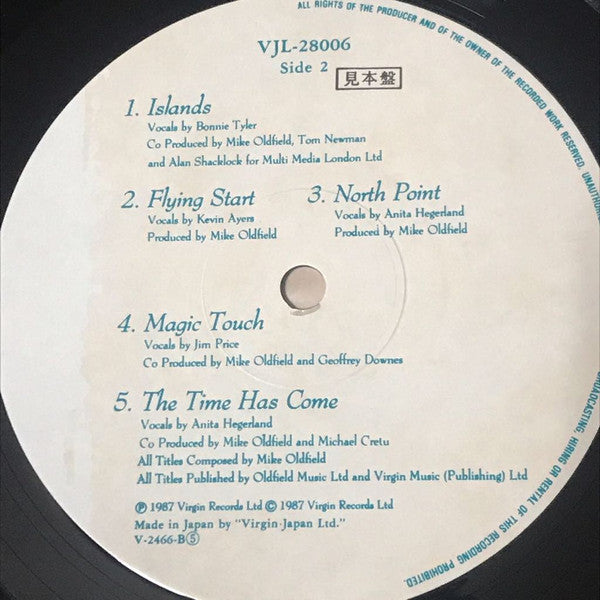 ALL RIGHTS OF THE PRODUCER AND OF THE OWNER OF THE RECORDED WORK RESERVED. UNAUTHOR
VJL-28006
Side 2
見本盤
1. Islands
Vocals by Bonnie Tyler
Co Produced by Mike Oldfield, Tom Newman
and Alan Shacklock for Multi Media London Ltd
2. Flying Start
Vocals by Kevin Ayers
Produced by Mike Oldfield
3. North Point
Vocals by Anita Hegerland
Produced by Mike Oldfield
4. Magic Touch
Vocals by Jim Price
Co Produced by Mike Oldfield and Geoffrey Downes
5. The Time Has Come
Vocals by Anita Hegerland
Co Produced by Mike Oldfield and Michael Cretu
All Titles Composed by Mike Oldfield
All Titles Published by Oldfield Music Ltd and Virgin Music (Publishing) Ltd
Ⓟ 1987 Virgin Records Ltd © 1987 Virgin Records Ltd
Made in Japan by "Virgin-Japan Ltd."
V-2466-B⑤
BROADCASTING HIRING OR RENTAL OF THIS RECORDING PROHIBITED.